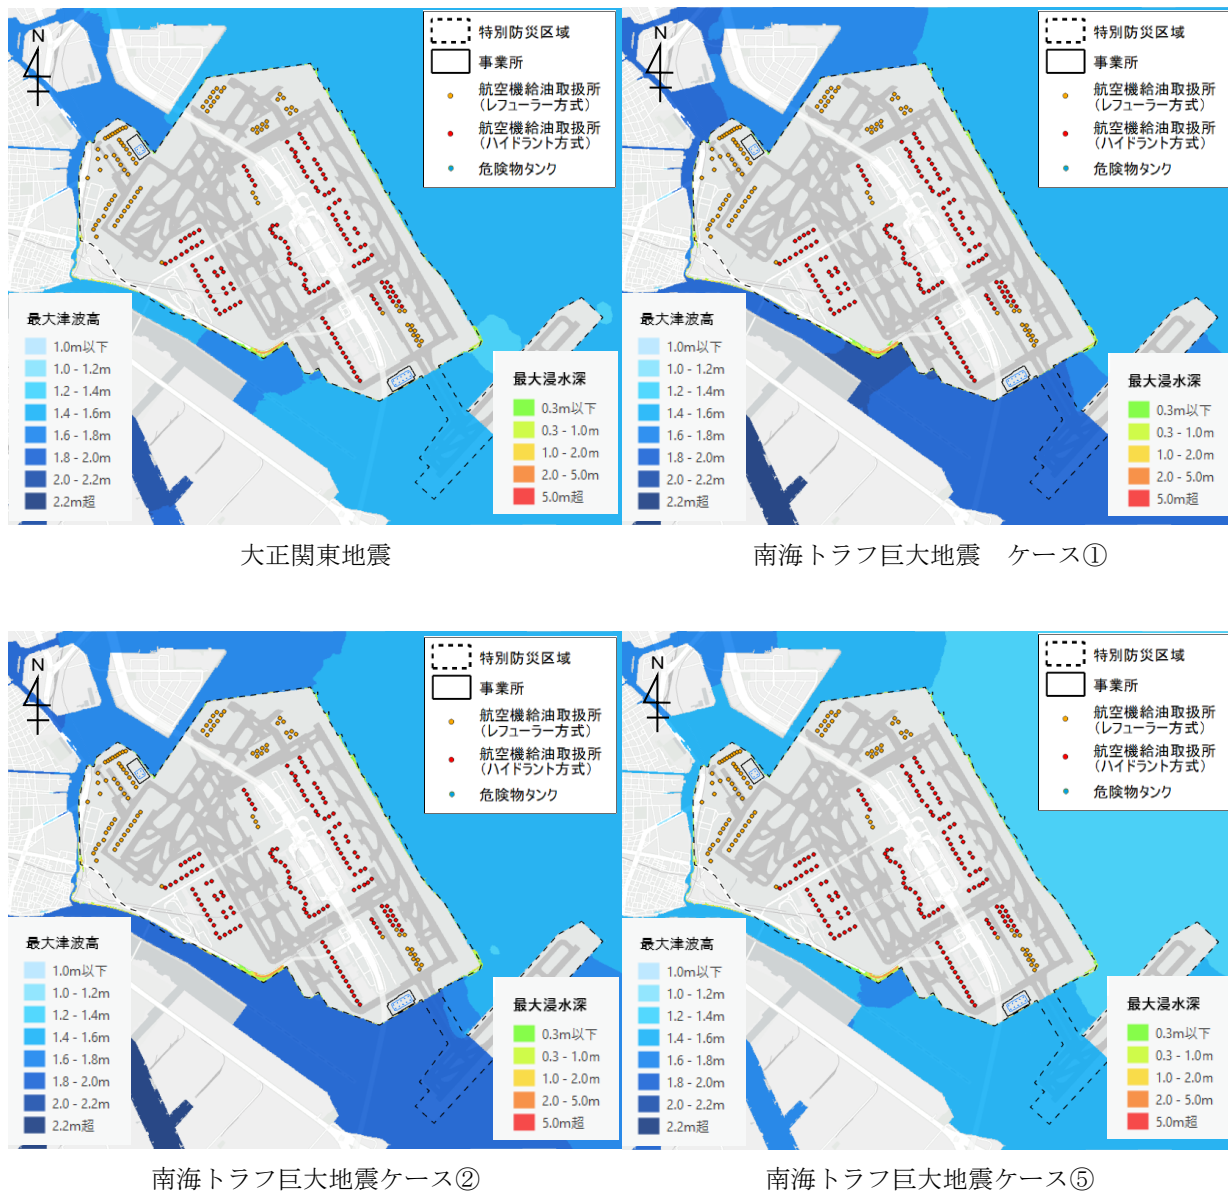 N
特別防災区域
事業所
航空機給油取扱所
(レフューラー方式)
航空機給油取扱所
(ハイドラント方式)
危険物タンク
最大津波高
1.0m以下
1.0 - 1.2m
1.2 - 1.4m
1.4 - 1.6m
1.6 - 1.8m
1.8 - 2.0m
2.0 - 2.2m
2.2m超
最大浸水深
0.3m以下
0.3 - 1.0m
1.0 - 2.0m
2.0 - 5.0m
5.0m超
大正関東地震
N
特別防災区域
事業所
航空機給油取扱所
(レフューラー方式)
航空機給油取扱所
(ハイドラント方式)
危険物タンク
最大津波高
1.0m以下
1.0 - 1.2m
1.2 - 1.4m
1.4 - 1.6m
1.6 - 1.8m
1.8 - 2.0m
2.0 - 2.2m
2.2m超
最大浸水深
0.3m以下
0.3 - 1.0m
1.0 - 2.0m
2.0 - 5.0m
5.0m超
南海トラフ巨大地震　ケース①
N
特別防災区域
事業所
航空機給油取扱所
(レフューラー方式)
航空機給油取扱所
(ハイドラント方式)
危険物タンク
最大津波高
1.0m以下
1.0 - 1.2m
1.2 - 1.4m
1.4 - 1.6m
1.6 - 1.8m
1.8 - 2.0m
2.0 - 2.2m
2.2m超
最大浸水深
0.3m以下
0.3 - 1.0m
1.0 - 2.0m
2.0 - 5.0m
5.0m超
南海トラフ巨大地震ケース②
N
特別防災区域
事業所
航空機給油取扱所
(レフューラー方式)
航空機給油取扱所
(ハイドラント方式)
危険物タンク
最大津波高
1.0m以下
1.0 - 1.2m
1.2 - 1.4m
1.4 - 1.6m
1.6 - 1.8m
1.8 - 2.0m
2.0 - 2.2m
2.2m超
最大浸水深
0.3m以下
0.3 - 1.0m
1.0 - 2.0m
2.0 - 5.0m
5.0m超
南海トラフ巨大地震ケース⑤